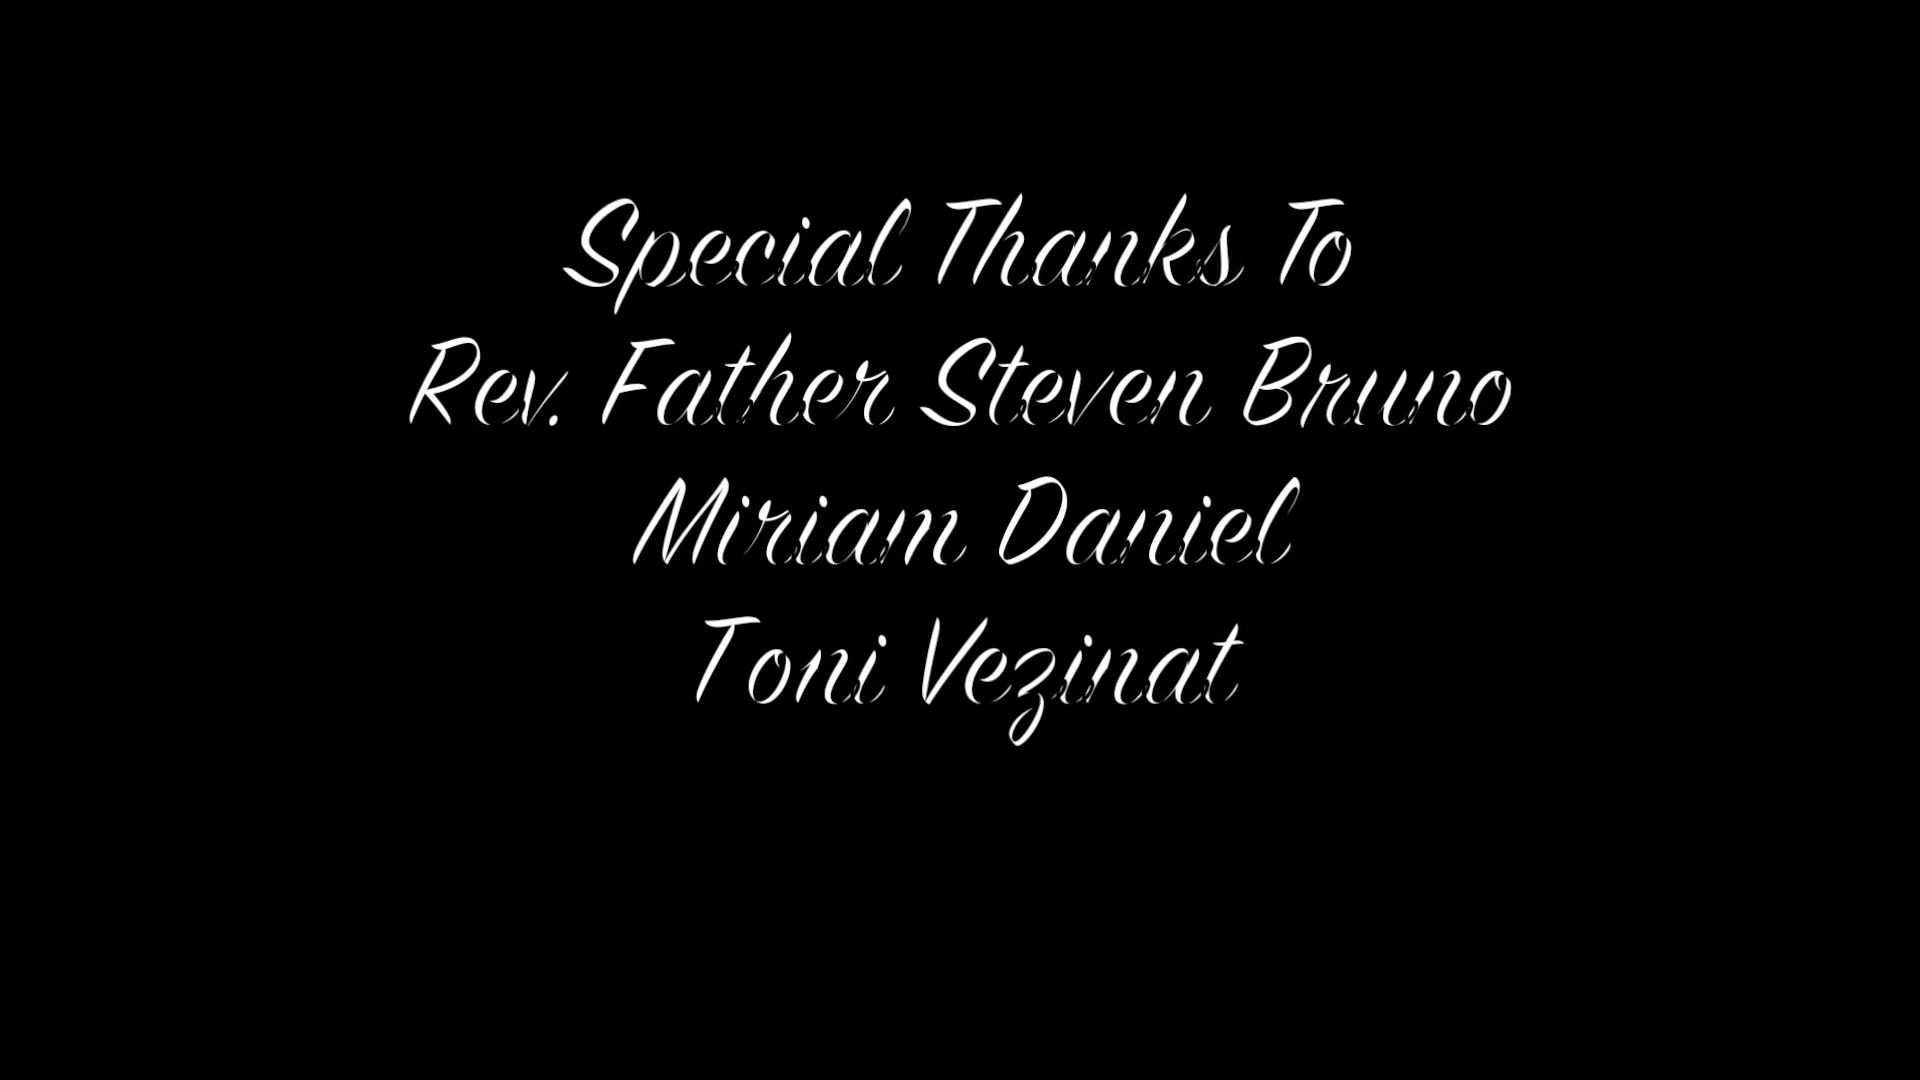 Special Thanks To
Rev. Father Steven Bruno
Miriam Daniel
Toni Vezinat